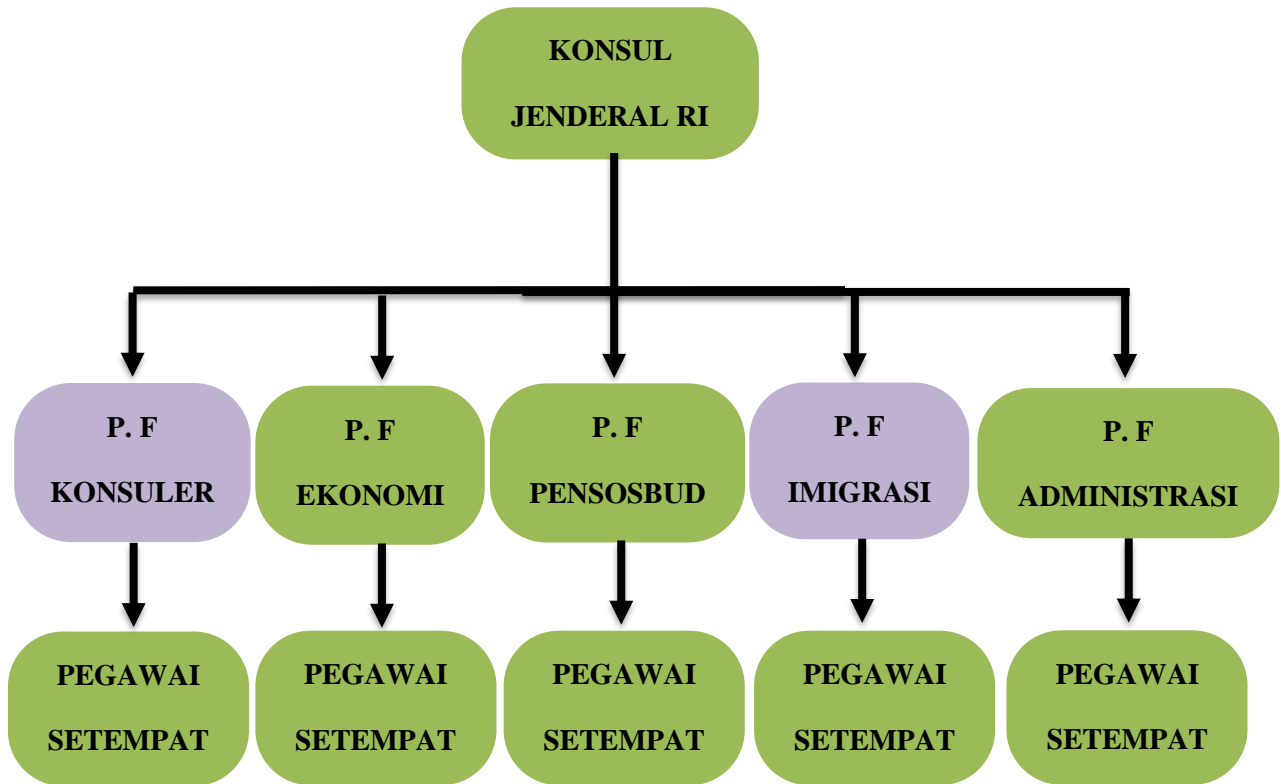 KONSUL
JENDERAL RI
P. F
KONSULER
P. F
EKONOMI
P. F
PENSOSBUD
P. F
IMIGRASI
P. F
ADMINISTRASI
PEGAWAI
SETEMPAT
PEGAWAI
SETEMPAT
PEGAWAI
SETEMPAT
PEGAWAI
SETEMPAT
PEGAWAI
SETEMPAT